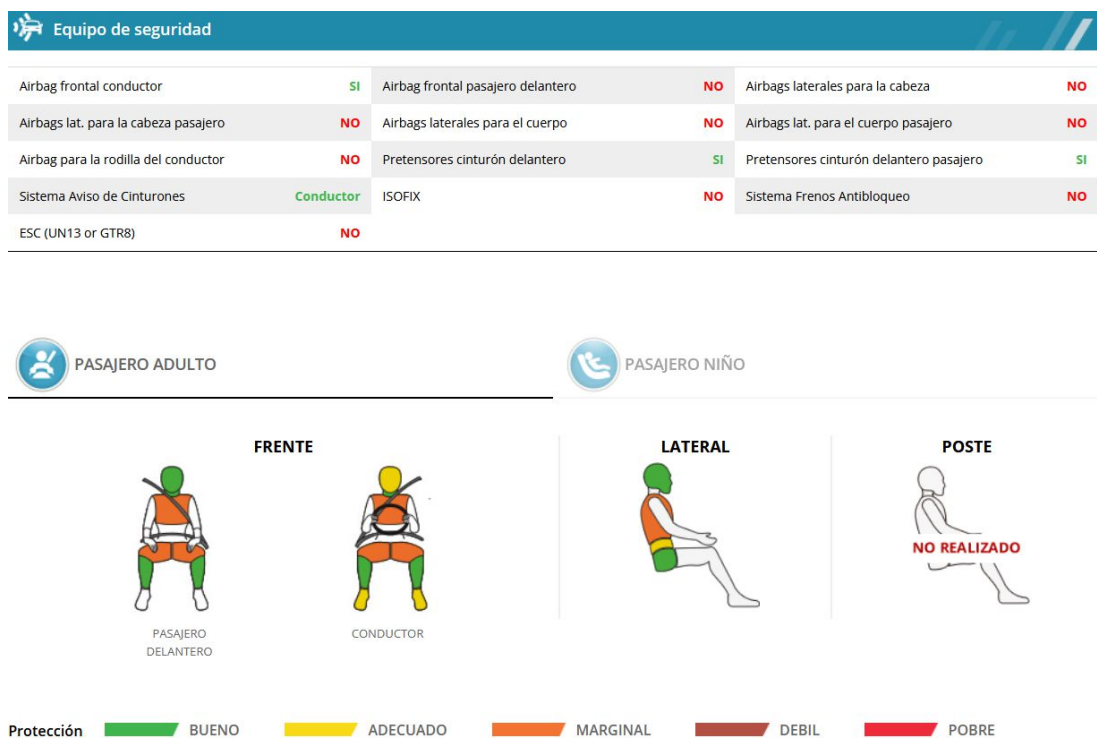 Equipo de seguridad
Airbag frontal conductor SI Airbag frontal pasajero delantero NO Airbags laterales para la cabeza NO
Airbags lat. para la cabeza pasajero NO Airbags laterales para el cuerpo NO Airbags lat. para el cuerpo pasajero NO
Airbag para la rodilla del conductor NO Pretensores cinturón delantero SI Pretensores cinturón delantero pasajero SI
Sistema Aviso de Cinturones Conductor ISOFIX NO Sistema Frenos Antibloqueo NO
ESC (UN13 or GTR8) NO
PASAJERO ADULTO PASAJERO NIÑO
FRENTE LATERAL POSTE
NO REALIZADO
PASAJERO DELANTERO CONDUCTOR
Protección BUENO ADECUADO MARGINAL DEBIL POBRE